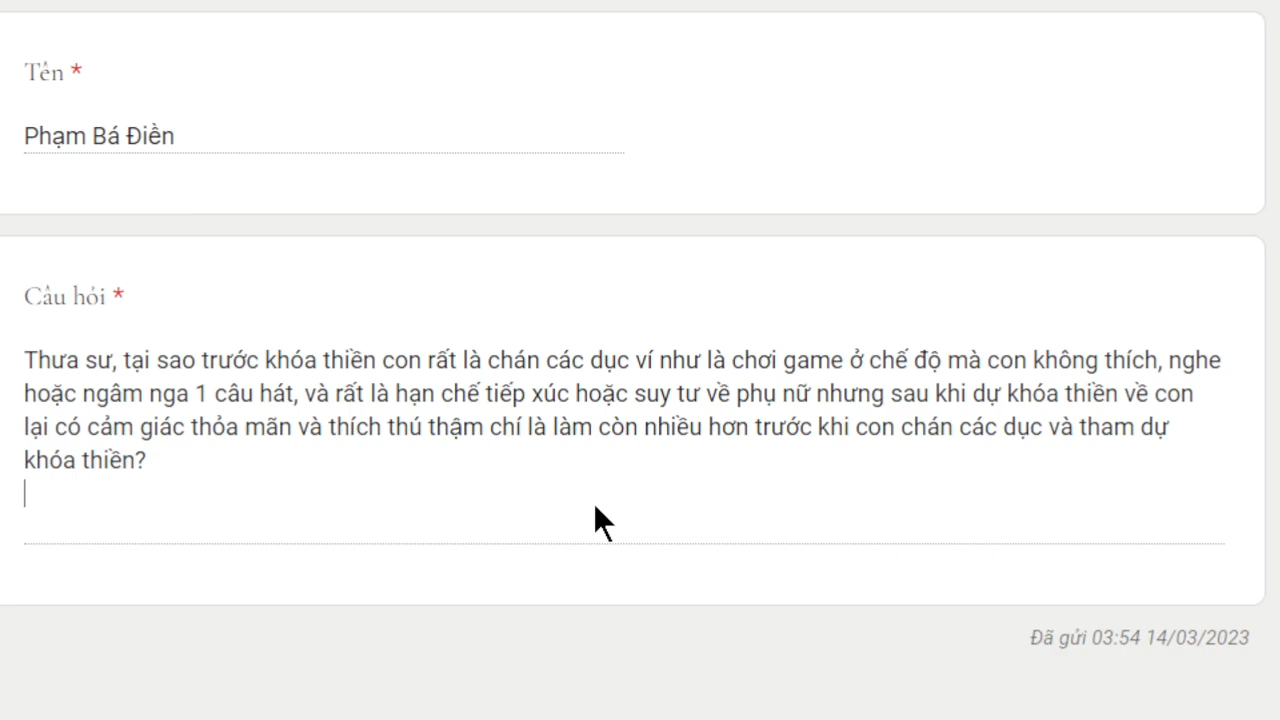 Tên *
Phạm Bá Điền
Câu hỏi *
Thưa sư, tại sao trước khóa thiền con rất là chán các dục ví như là chơi game ở chế độ mà con không thích, nghe
hoặc ngâm nga 1 câu hát, và rất là hạn chế tiếp xúc hoặc suy tư về phụ nữ nhưng sau khi dự khóa thiền về con
lại có cảm giác thỏa mãn và thích thú thậm chí là làm còn nhiều hơn trước khi con chán các dục và tham dự
khóa thiền?
Đã gửi 03:54 14/03/2023